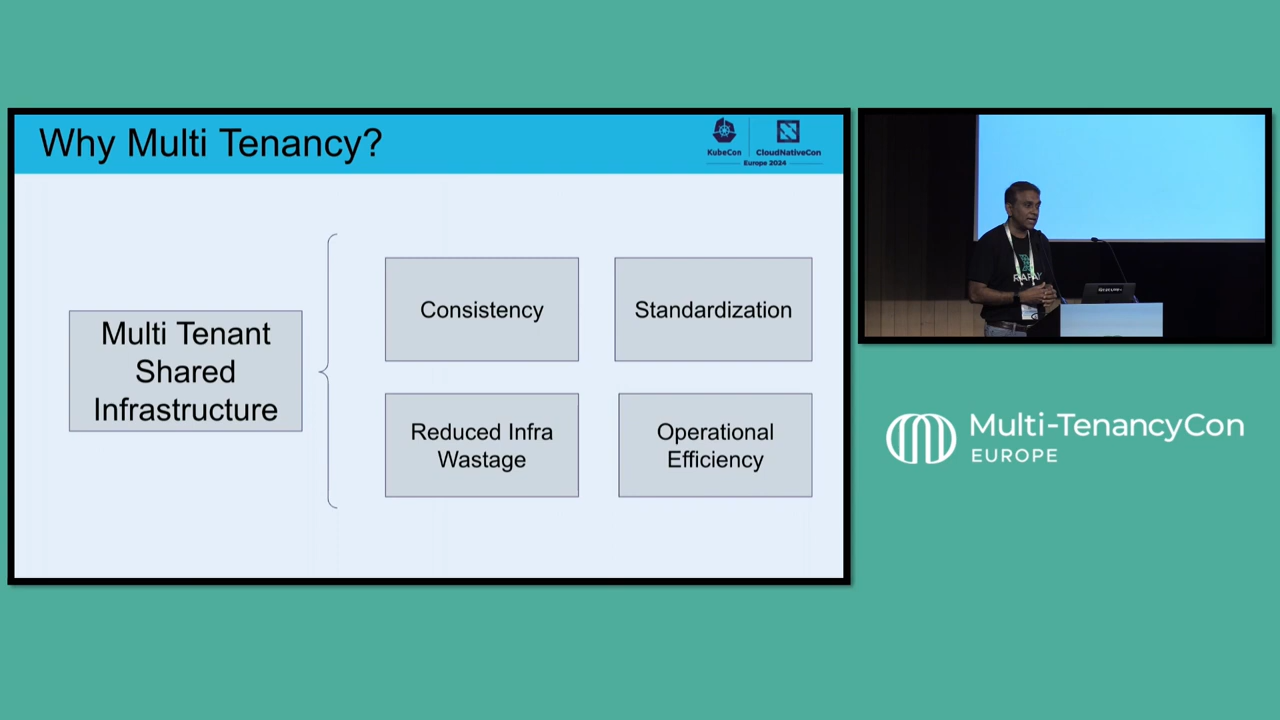 Why Multi Tenancy?
KubeCon
CloudNativeCon
Europe 2024
Multi Tenant
Shared
Infrastructure
Consistency
Standardization
Reduced Infra
Wastage
Operational
Efficiency
Multi-TenancyCon
EUROPE